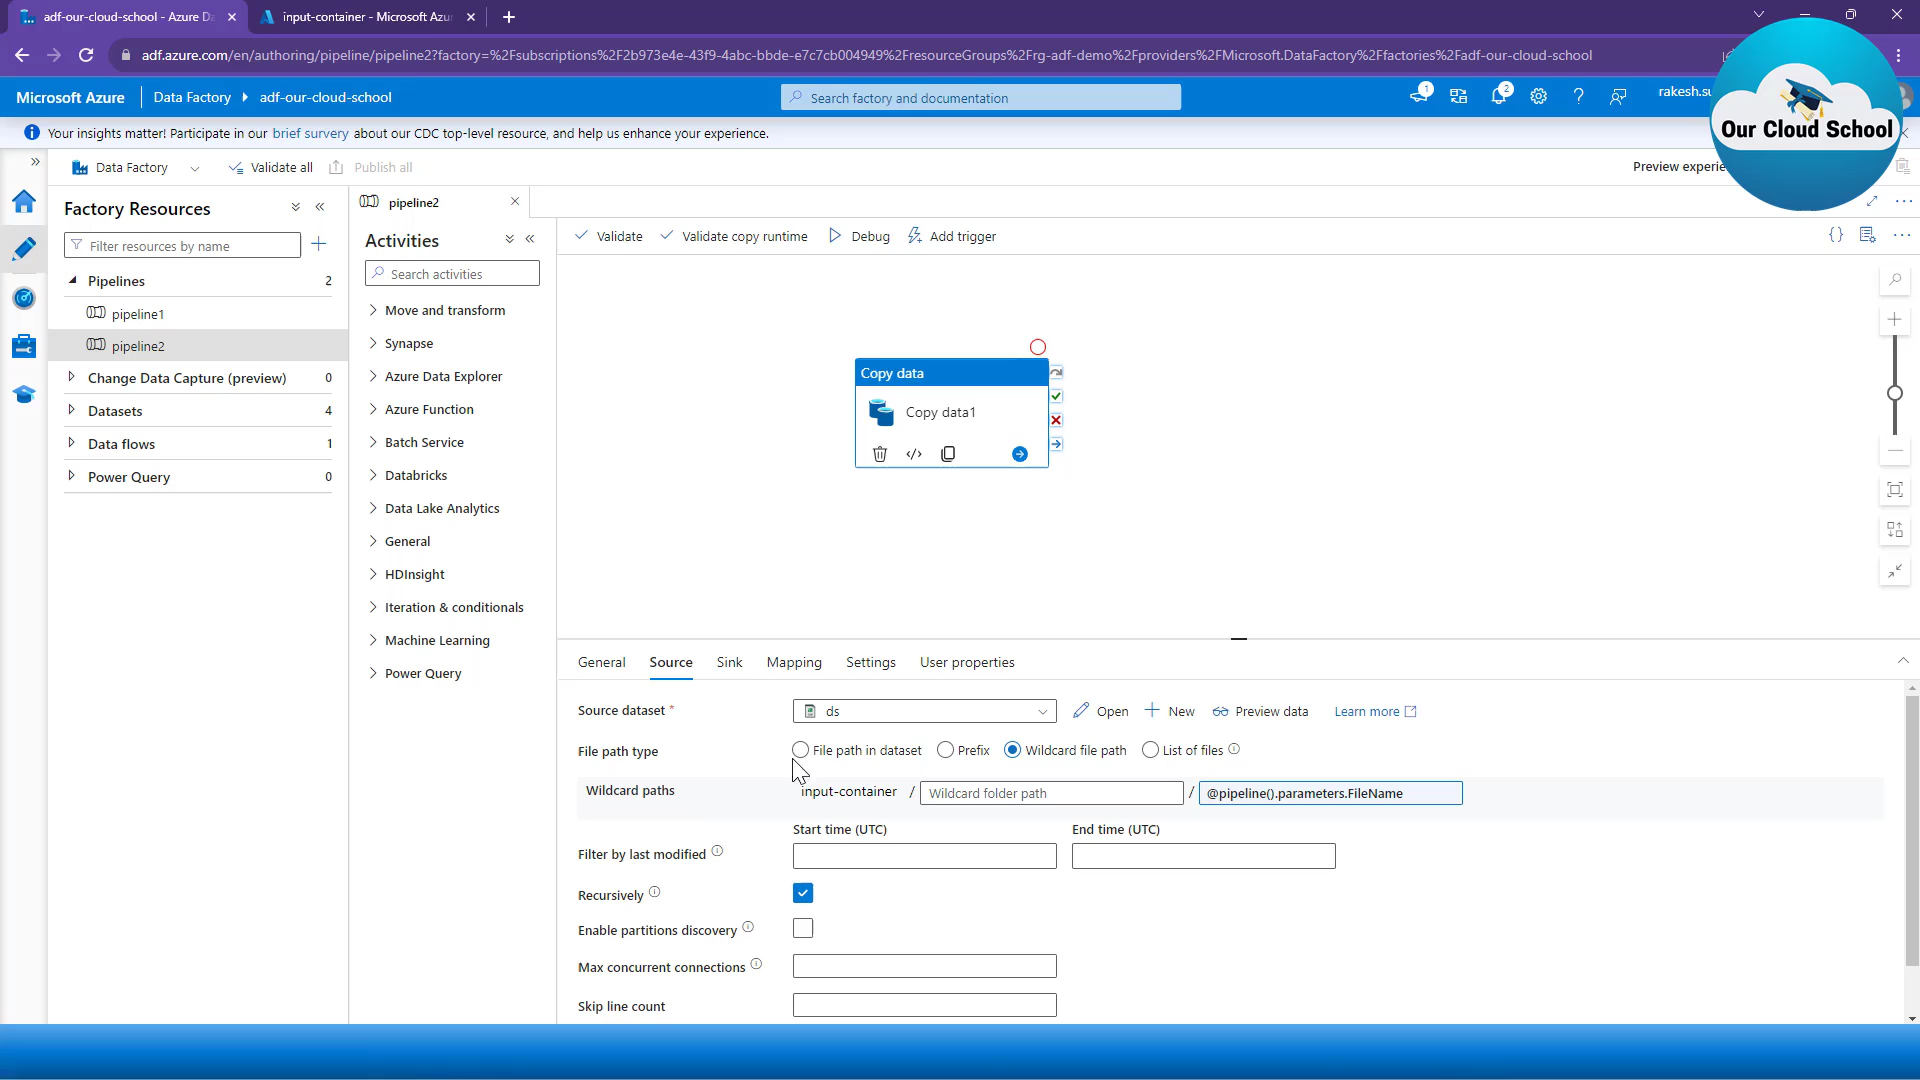 adf-our-cloud-school - Azure Da
input-container - Microsoft Azur
adf.azure.com/en/authoring/pipeline/pipeline2?factory=%2Fsubscriptions%2F2b973e4e-43f9-4abc-bbde-e7c7cb004949%2FresourceGroups%2Frg-adf-demo%2Fproviders%2FMicrosoft.DataFactory%2Ffactories%2Fadf-our-cloud-school
Microsoft Azure
Data Factory
adf-our-cloud-school
Search factory and documentation
1
2
rakesh.su
Our Cloud School
Your insights matter! Participate in our brief survey about our CDC top-level resource, and help us enhance your experience.
Data Factory
Validate all
Publish all
Preview experie
Factory Resources
Filter resources by name
Pipelines 2
pipeline1
pipeline2
Change Data Capture (preview) 0
Datasets 4
Data flows 1
Power Query 0
pipeline2
Activities
Search activities
Move and transform
Synapse
Azure Data Explorer
Azure Function
Batch Service
Databricks
Data Lake Analytics
General
HDInsight
Iteration & conditionals
Machine Learning
Power Query
Validate
Validate copy runtime
Debug
Add trigger
Copy data
Copy data1
General
Source
Sink
Mapping
Settings
User properties
Source dataset *
ds
Open
New
Preview data
Learn more
File path type
File path in dataset
Prefix
Wildcard file path
List of files
Wildcard paths
input-container / Wildcard folder path / @pipeline().parameters.FileName
Start time (UTC)
End time (UTC)
Filter by last modified
Recursively
Enable partitions discovery
Max concurrent connections
Skip line count